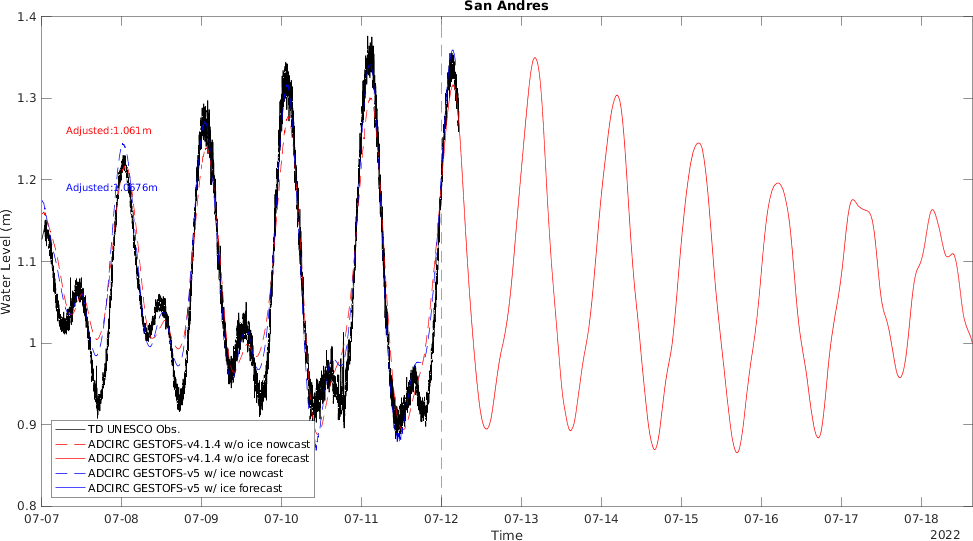 San Andres
1.4
1.3
1.2
1.1
1
0.9
0.8
Water Level (m)
Adjusted:1.061m
Adjusted:1.0676m
TD UNESCO Obs.
ADCIRC GESTOFS-v4.1.4 w/o ice nowcast
ADCIRC GESTOFS-v4.1.4 w/o ice forecast
ADCIRC GESTOFS-v5 w/ ice nowcast
ADCIRC GESTOFS-v5 w/ ice forecast
07-07 07-08 07-09 07-10 07-11 07-12 07-13 07-14 07-15 07-16 07-17 07-18
Time
2022